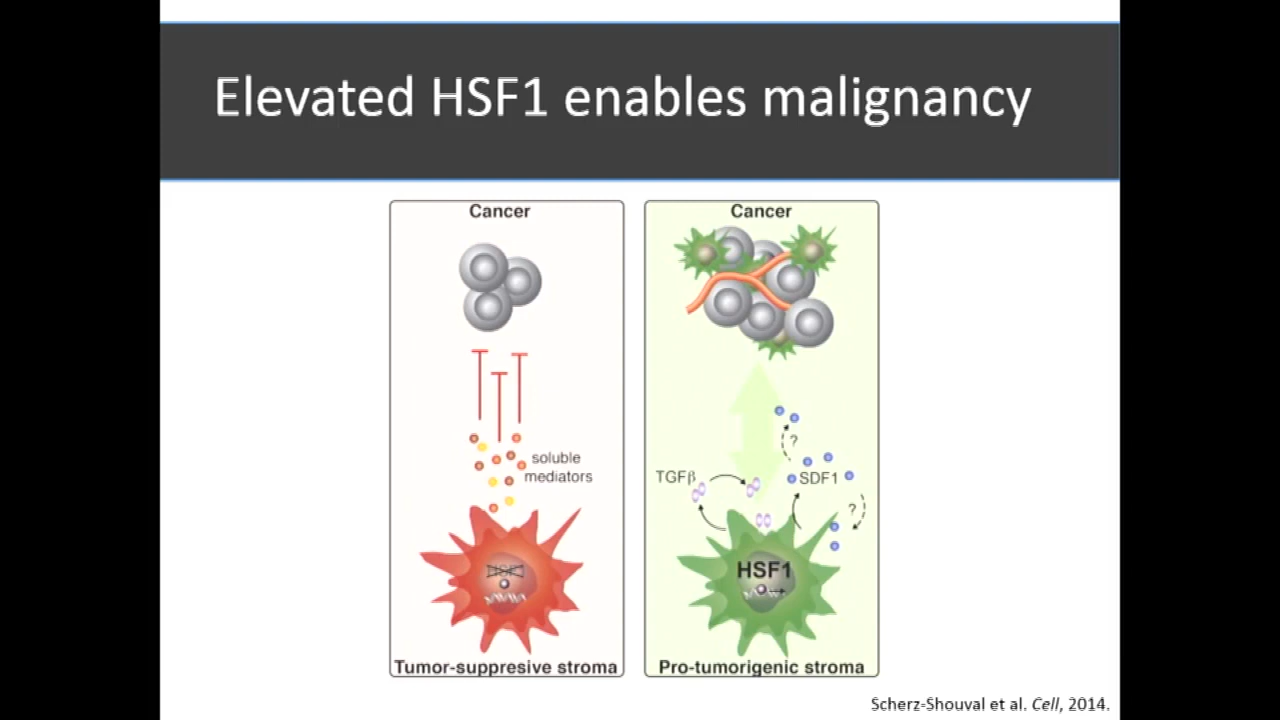 Elevated HSF1 enables malignancy
Cancer
soluble
mediators
HSF1
Tumor-suppresive stroma
Cancer
?
TGFβ
SDF1
?
HSF1
Pro-tumorigenic stroma
Scherz-Shouval et al. Cell, 2014.